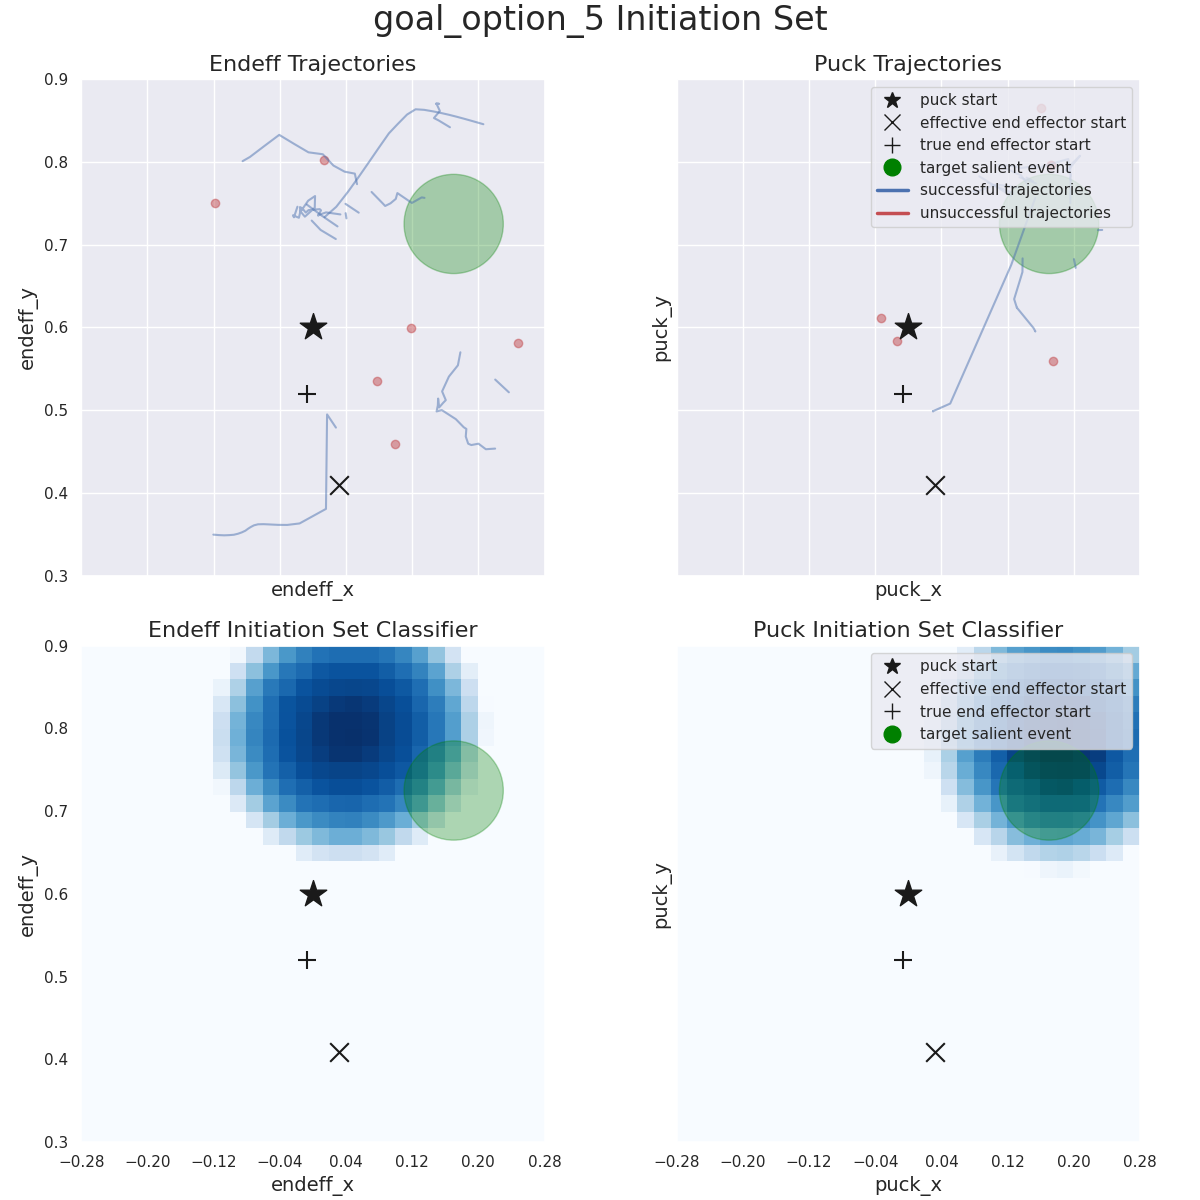 goal_option_5 Initiation Set
Endeff Trajectories
Puck Trajectories
0.9
0.8
0.7
0.6
0.5
0.4
0.3
endeff_y
endeff_x
puck start
effective end effector start
true end effector start
target salient event
successful trajectories
unsuccessful trajectories
puck_y
puck_x
Endeff Initiation Set Classifier
Puck Initiation Set Classifier
0.9
0.8
0.7
0.6
0.5
0.4
0.3
endeff_y
−0.28 −0.20 −0.12 −0.04 0.04 0.12 0.20 0.28
endeff_x
puck start
effective end effector start
true end effector start
target salient event
puck_y
−0.28 −0.20 −0.12 −0.04 0.04 0.12 0.20 0.28
puck_x